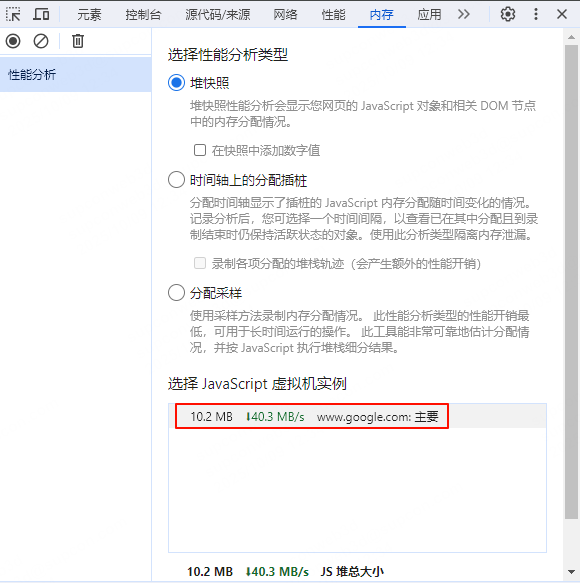 元素 控制台 源代码/来源 网络 性能 内存 应用
性能分析
选择性能分析类型
堆快照
堆快照性能分析会显示您网页的 JavaScript 对象和相关 DOM 节点
中的内存分配情况。
在快照中添加数字值
时间轴上的分配插桩
分配时间轴显示了插桩的 JavaScript 内存分配随时间变化的情况。
记录分析后，您可选择一个时间间隔，以查看已在其中分配且到录
制结束时仍保持活跃状态的对象。使用此分析类型隔离内存泄漏。
录制各项分配的堆栈轨迹（会产生额外的性能开销）
分配采样
使用采样方法录制内存分配情况。 此性能分析类型的性能开销最
低，可用于长时间运行的操作。 此工具能非常可靠地估计分配情
况，并按 JavaScript 执行堆栈细分结果。
选择 JavaScript 虚拟机实例
10.2 MB ⬇40.3 MB/s www.google.com: 主要
10.2 MB ⬇40.3 MB/s JS 堆总大小